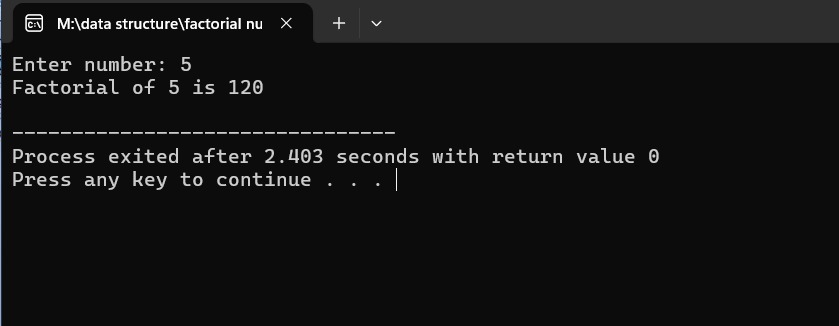 M:\data structure\factorial nu
Enter number: 5
Factorial of 5 is 120
--------------------------------
Process exited after 2.403 seconds with return value 0
Press any key to continue . . .